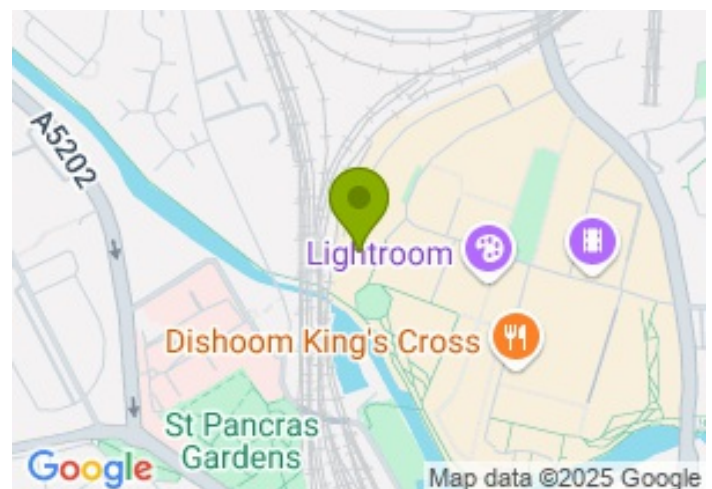 A5202
Lightroom
Dishoom King's Cross
St Pancras
Gardens
Google
Map data ©2025 Google